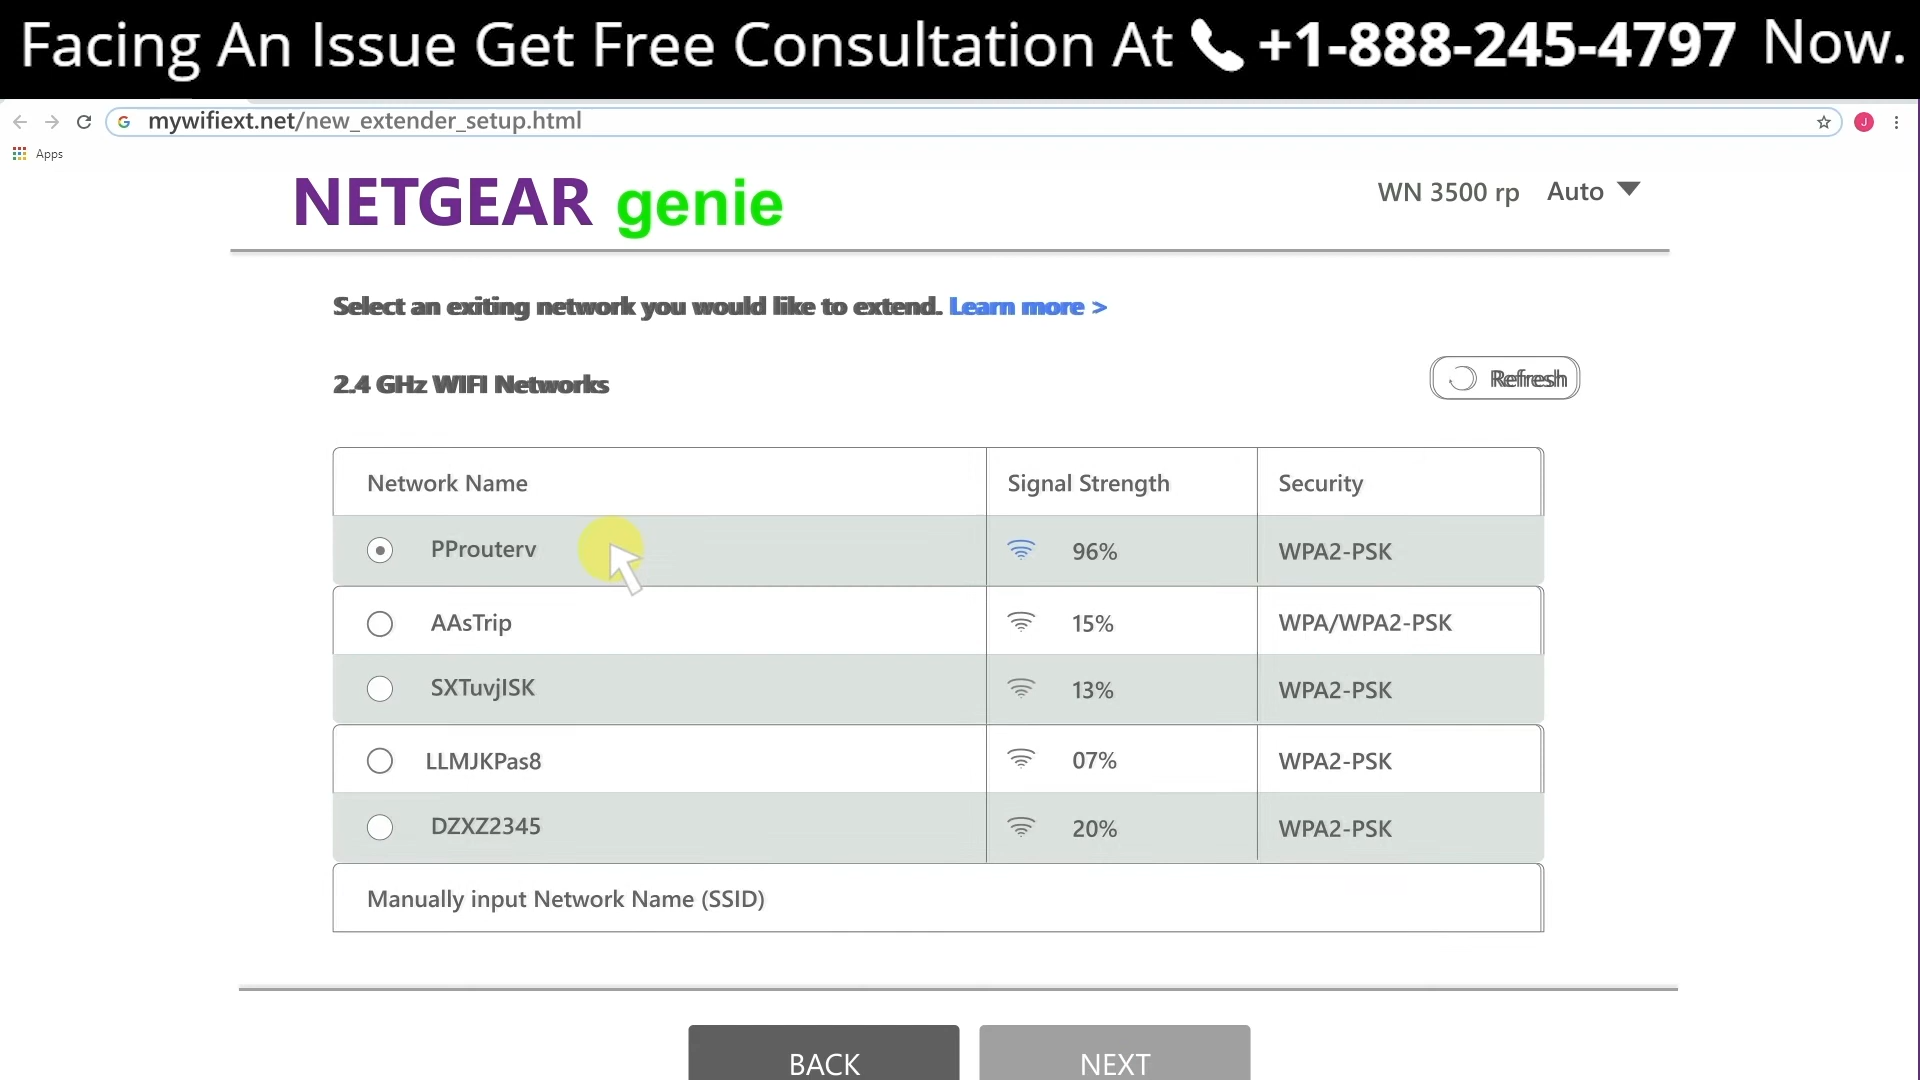 Facing An Issue Get Free Consultation At +1-888-245-4797 Now.
mywifiext.net/new_extender_setup.html
J
Apps
NETGEAR genie
WN 3500 rp Auto
Select an exiting network you would like to extend. Learn more >
2.4 GHz WIFI Networks
Refresh
Network Name Signal Strength Security
PProuterv 96% WPA2-PSK
AAsTrip 15% WPA/WPA2-PSK
SXTuvjISK 13% WPA2-PSK
LLMJKPas8 07% WPA2-PSK
DZXZ2345 20% WPA2-PSK
Manually input Network Name (SSID)
BACK NEXT